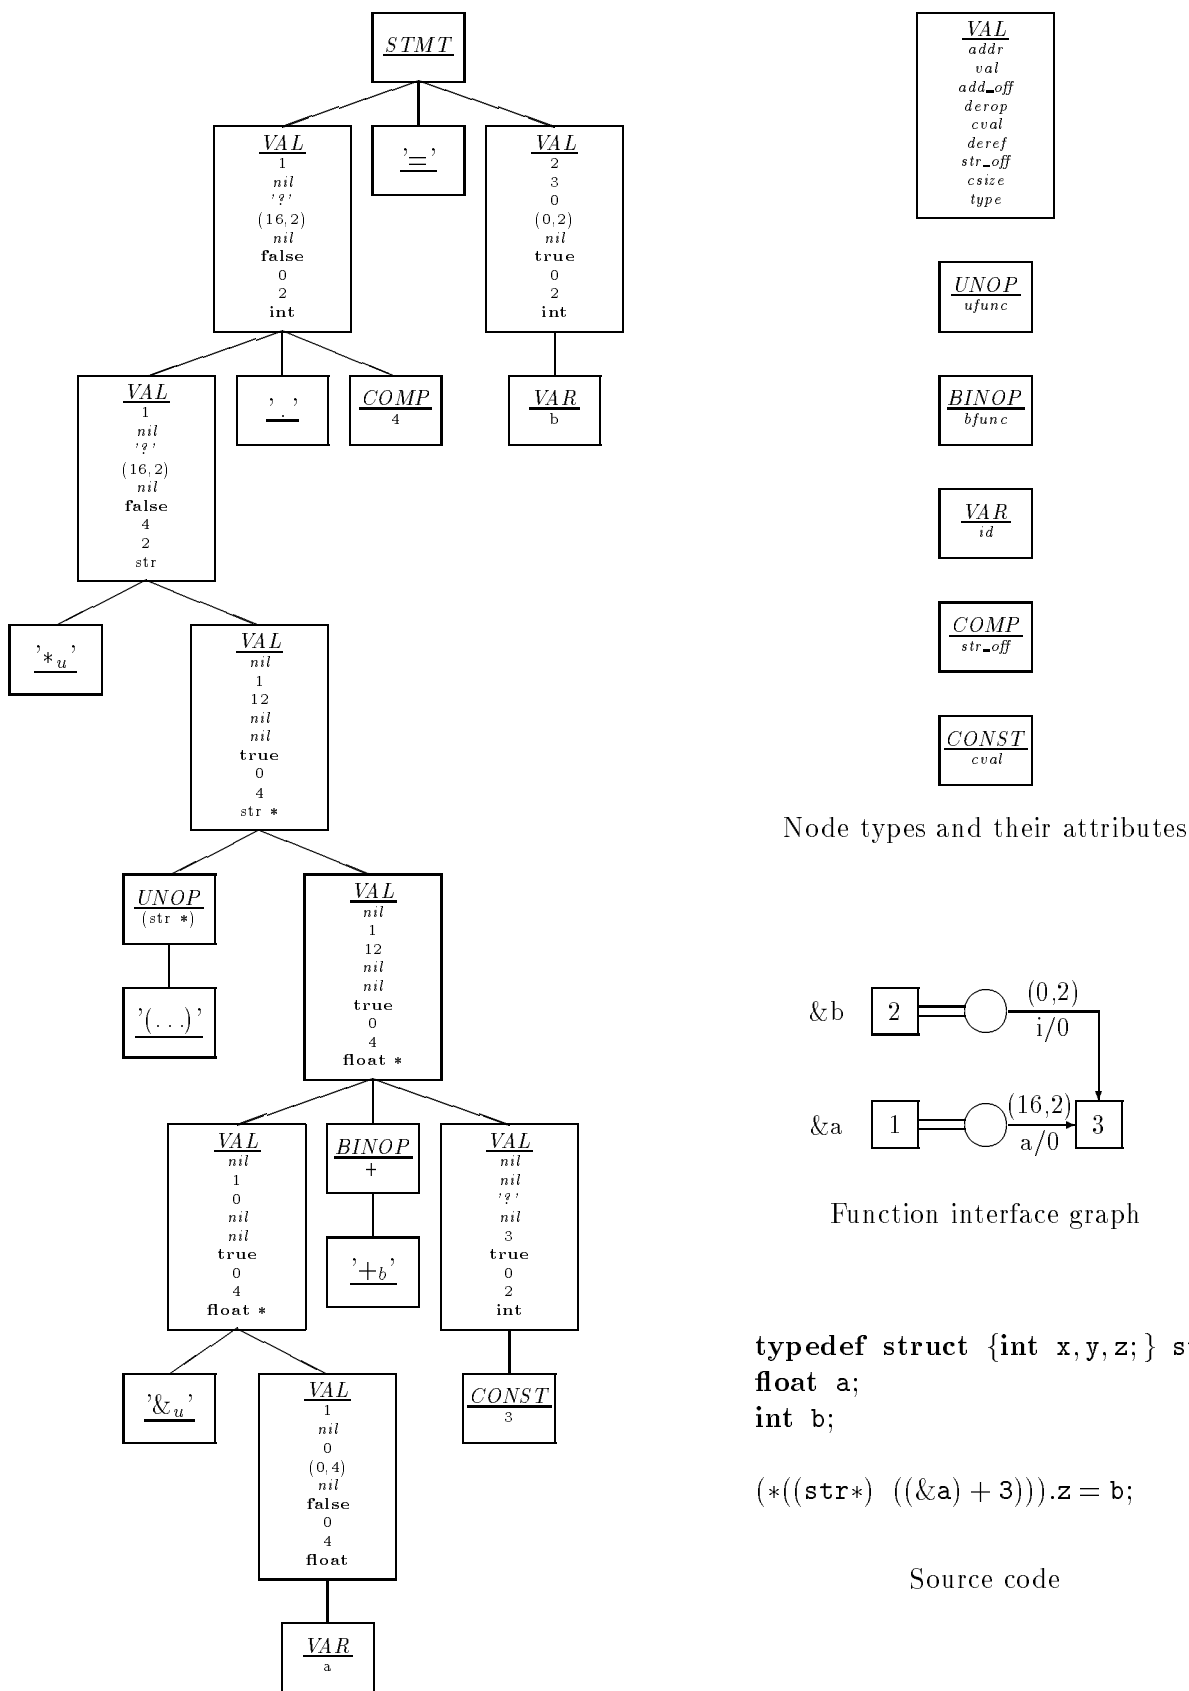 STMT
VAL
1
nil
'?'
(16,2)
nil
false
0
2
int
'='
VAL
2
3
0
(0,2)
nil
true
0
2
int
VAL
1
nil
'?'
(16,2)
nil
false
4
2
str
'.'
COMP
4
VAR
b
'*u'
VAL
nil
1
12
nil
nil
true
0
4
str *
UNOP
(str *)
'(...)'
VAL
nil
1
12
nil
nil
true
0
4
float *
VAL
nil
1
0
nil
nil
true
0
4
float *
BINOP
+
'+b'
VAL
nil
nil
'?'
nil
3
true
0
2
int
'&u'
VAL
1
nil
0
(0,4)
nil
false
0
4
float
CONST
3
VAR
a
VAL
addr
val
add_off
derop
cval
deref
str_off
csize
type
UNOP
ufunc
BINOP
bfunc
VAR
id
COMP
str_off
CONST
cval
Node types and their attributes
&b 2 (0,2)
i/0
&a 1 (16,2) 3
a/0
Function interface graph
typedef struct {int x,y,z;}
float a;
int b;
(*((str*) ((&a) + 3))).z = b;
Source code